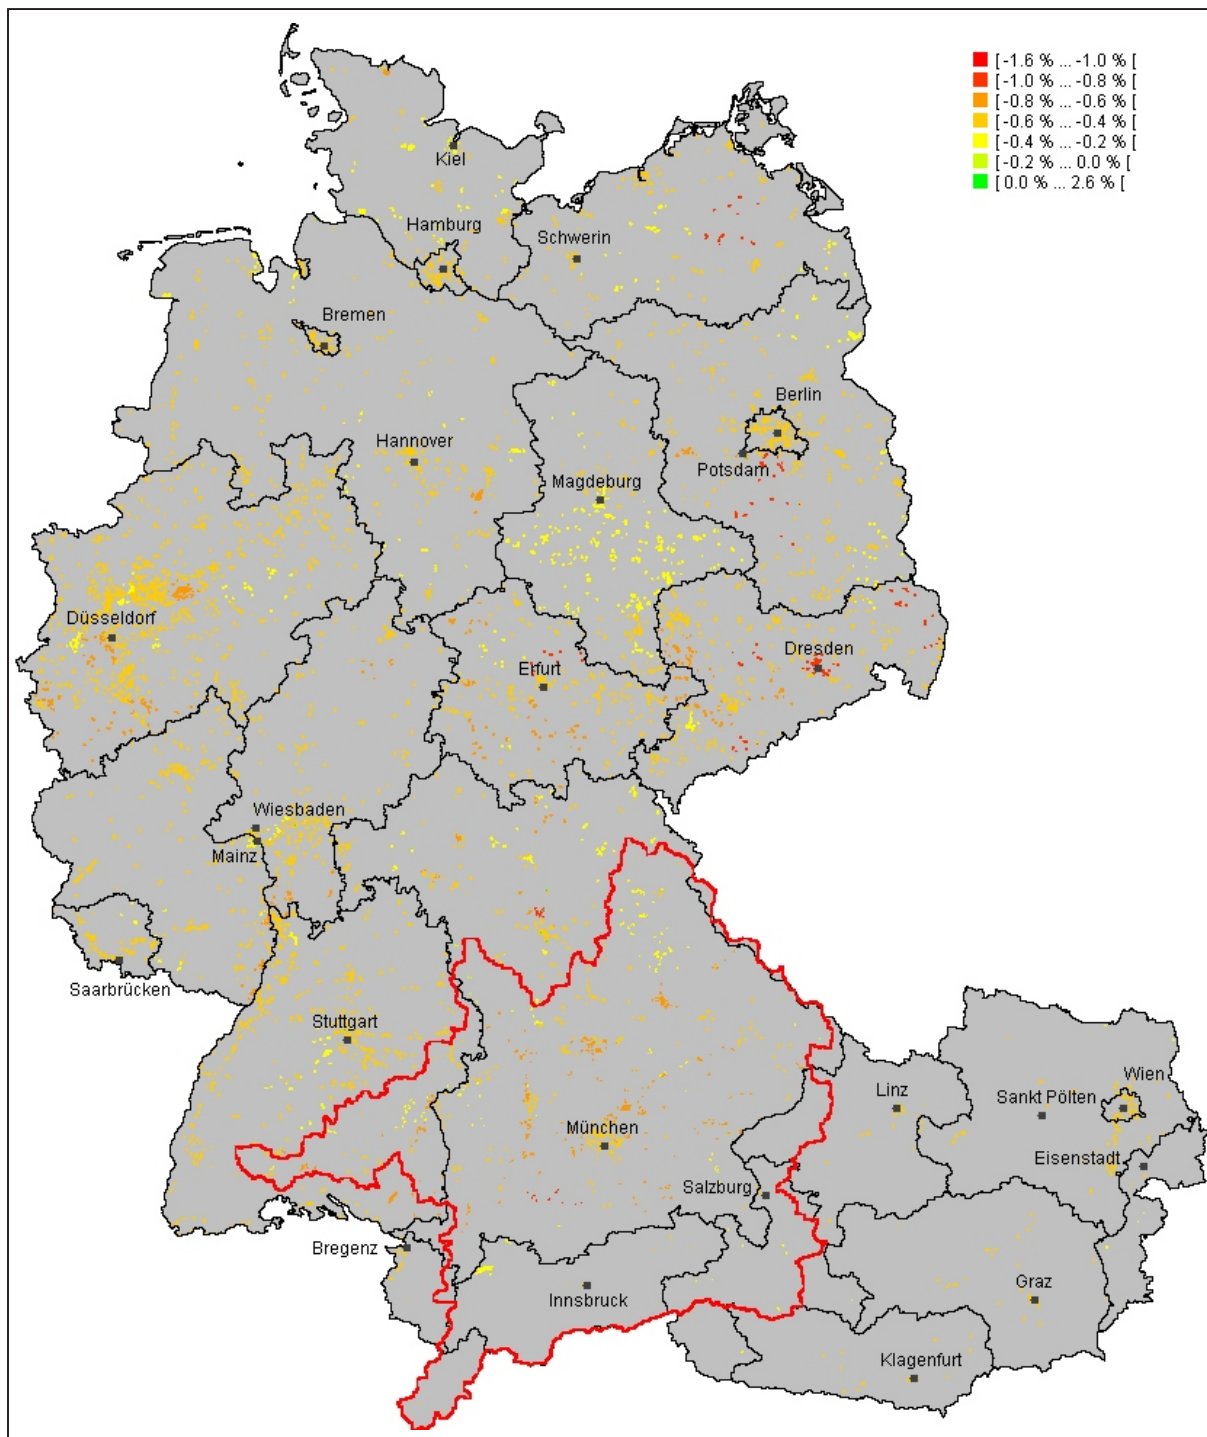 [ -1.6 % ... -1.0 % [
[ -1.0 % ... -0.8 % [
[ -0.8 % ... -0.6 % [
[ -0.6 % ... -0.4 % [
[ -0.4 % ... -0.2 % [
[ -0.2 % ... 0.0 % [
[ 0.0 % ... 2.6 % [
Kiel
Hamburg
Schwerin
Bremen
Berlin
Hannover
Potsdam
Magdeburg
Düsseldorf
Dresden
Erfurt
Wiesbaden
Mainz
Saarbrücken
Stuttgart
Wien
Linz
Sankt Pölten
München
Eisenstadt
Salzburg
Bregenz
Innsbruck
Graz
Klagenfurt